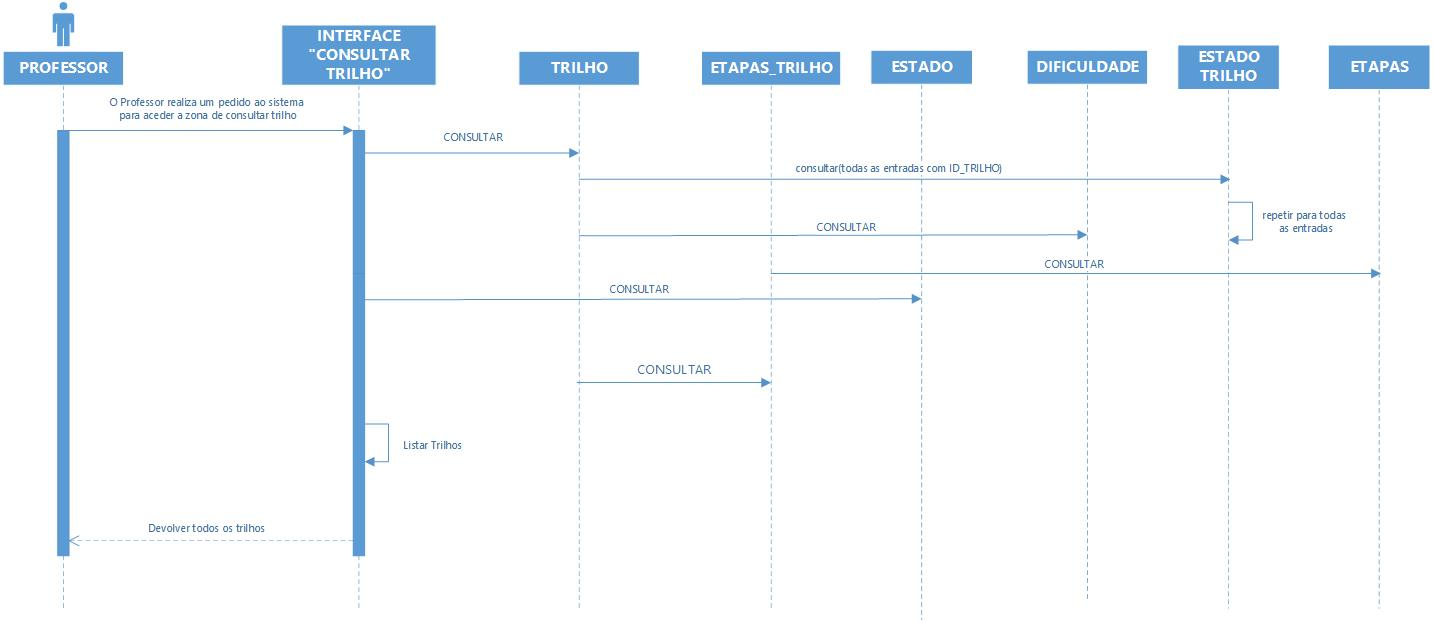 PROFESSOR
INTERFACE
"CONSULTAR
TRILHO"
TRILHO
ETAPAS_TRILHO
ESTADO
DIFICULDADE
ESTADO
TRILHO
ETAPAS
O Professor realiza um pedido ao sistema
para aceder a zona de consultar trilho
CONSULTAR
consultar(todas as entradas com ID_TRILHO)
repetir para todas
as entradas
CONSULTAR
CONSULTAR
CONSULTAR
CONSULTAR
Listar Trilhos
Devolver todos os trilhos